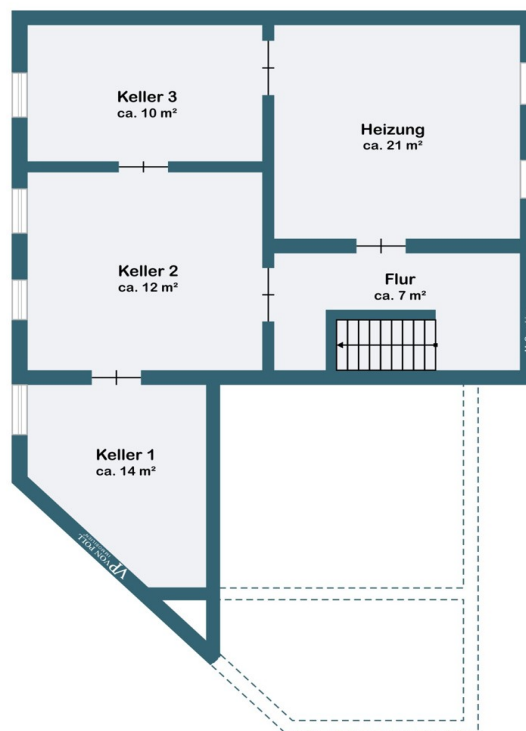 Keller 3
ca. 10 m²
Heizung
ca. 21 m²
Keller 2
ca. 12 m²
Flur
ca. 7 m²
Keller 1
ca. 14 m²
VP VON POLL